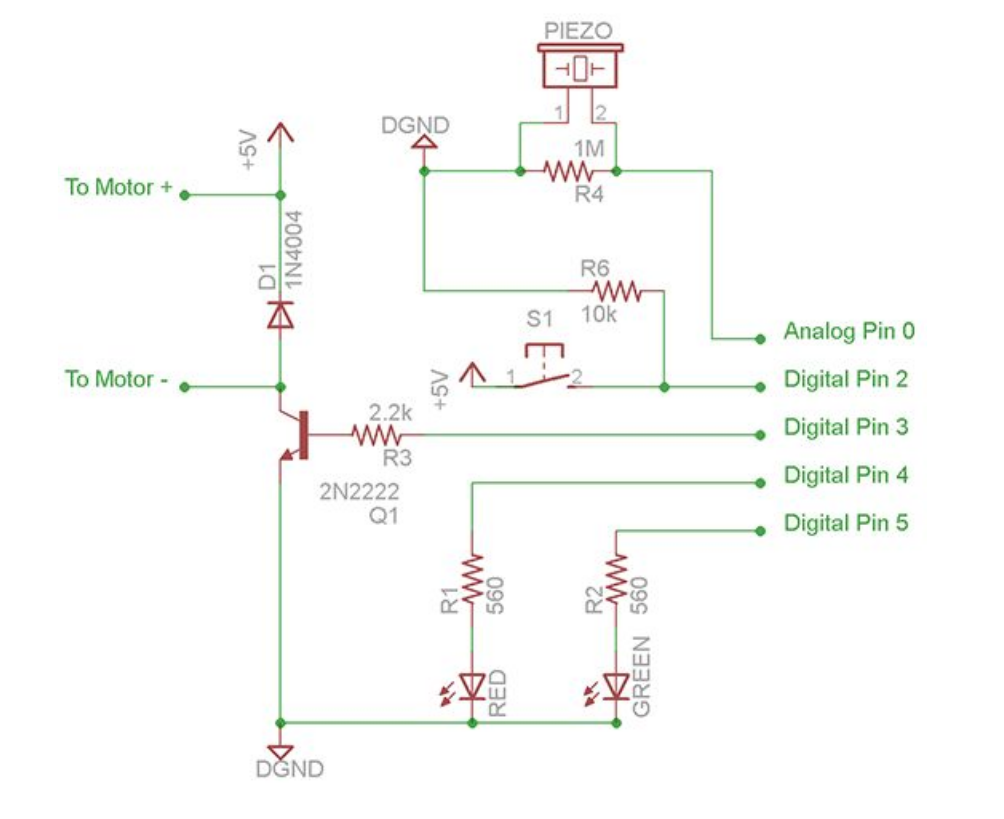 PIEZO
1 2
DGND
1M
R4
+5V
To Motor +
D1
1N4004
R6
10k
S1
Analog Pin 0
To Motor -
+5V
1 2
Digital Pin 2
2.2k
R3
Digital Pin 3
2N2222
Q1
Digital Pin 4
Digital Pin 5
R1
560
R2
560
RED
GREEN
DGND